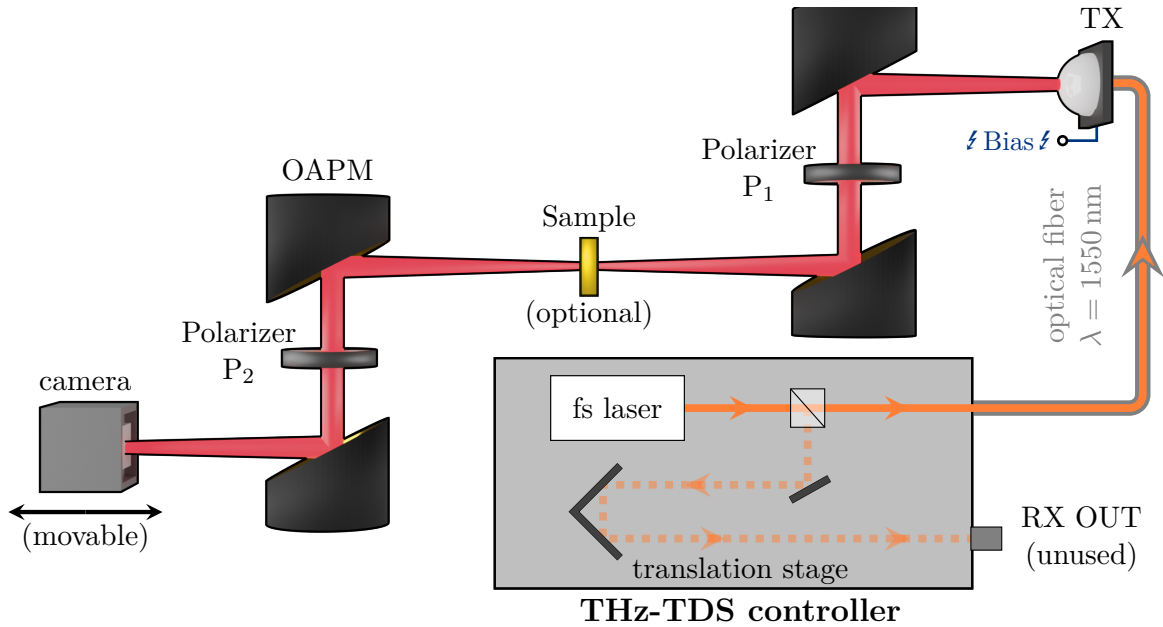 TX
Bias
Polarizer
P1
OAPM
Sample
(optional)
optical fiber
λ = 1550 nm
Polarizer
P2
camera
(movable)
fs laser
RX OUT
(unused)
translation stage
THz-TDS controller